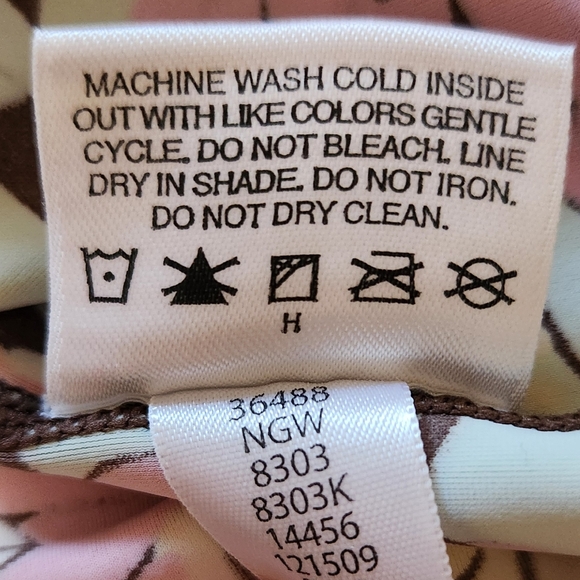 MACHINE WASH COLD INSIDE
OUT WITH LIKE COLORS GENTLE
CYCLE. DO NOT BLEACH. LINE
DRY IN SHADE. DO NOT IRON.
DO NOT DRY CLEAN.
H
36488
NGW
8303
8303K
14456
121509